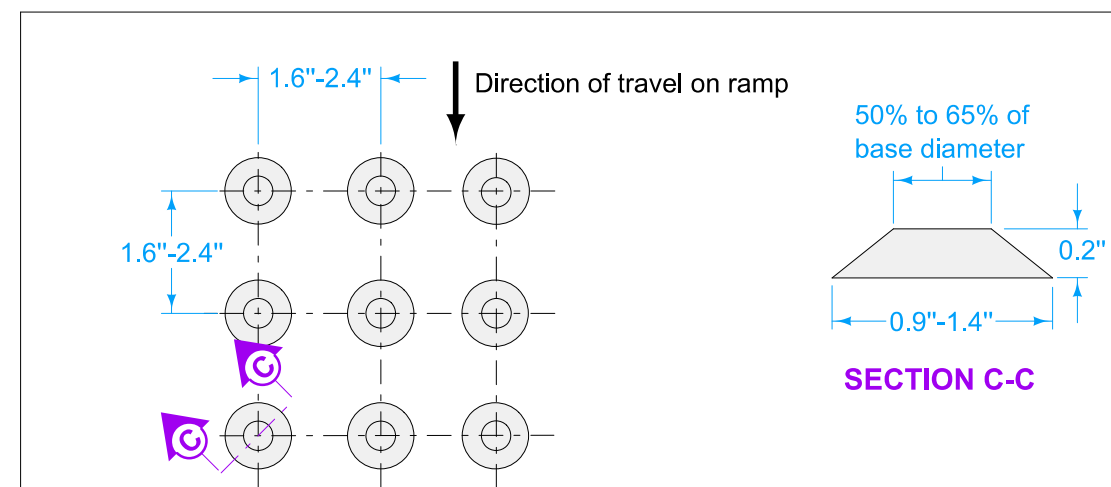 1.6"-2.4"
Direction of travel on ramp
50% to 65% of
base diameter
1.6"-2.4"
0.2"
0.9"-1.4"
C
SECTION C-C
C